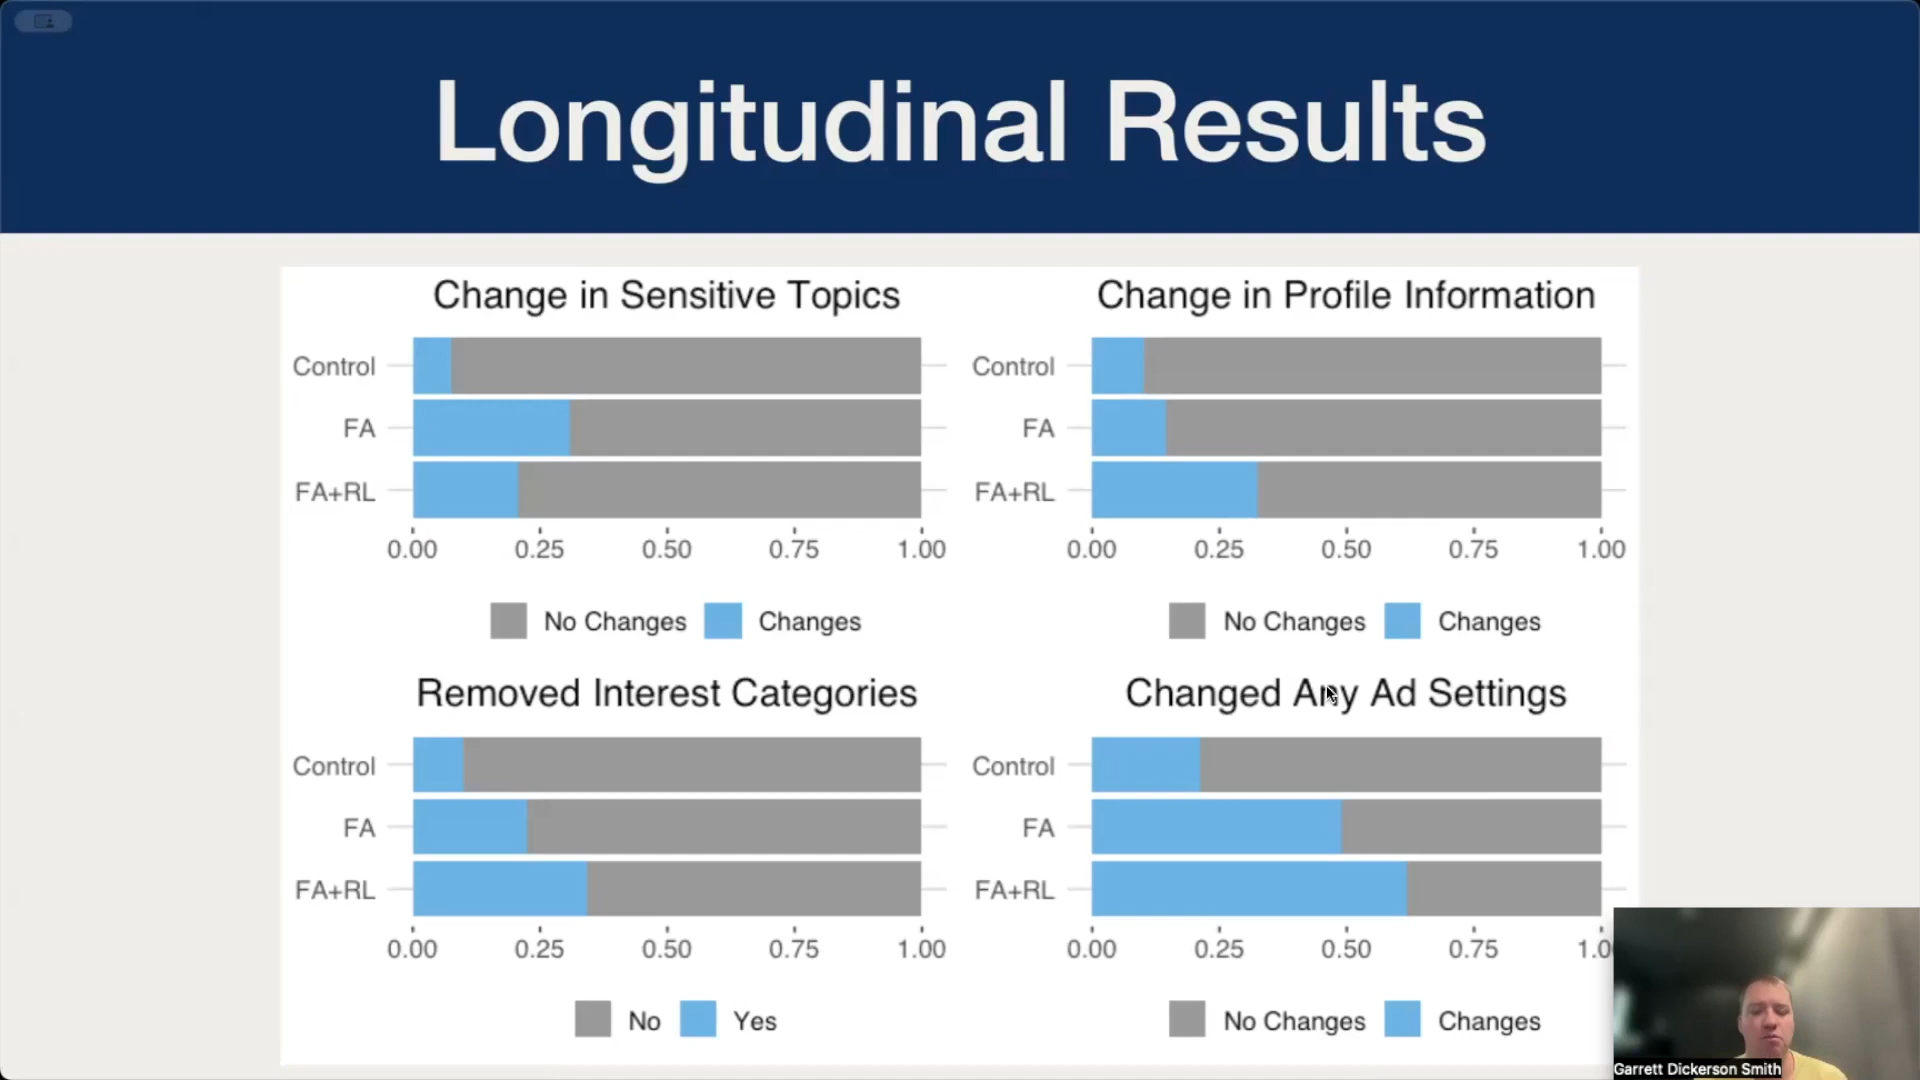 Longitudinal Results
Change in Sensitive Topics
Control
FA
FA+RL
0.00 0.25 0.50 0.75 1.00
No Changes Changes
Change in Profile Information
Control
FA
FA+RL
0.00 0.25 0.50 0.75 1.00
No Changes Changes
Removed Interest Categories
Control
FA
FA+RL
0.00 0.25 0.50 0.75 1.00
No Yes
Changed Any Ad Settings
Control
FA
FA+RL
0.00 0.25 0.50 0.75 1.0
No Changes Changes
Garrett Dickerson Smith